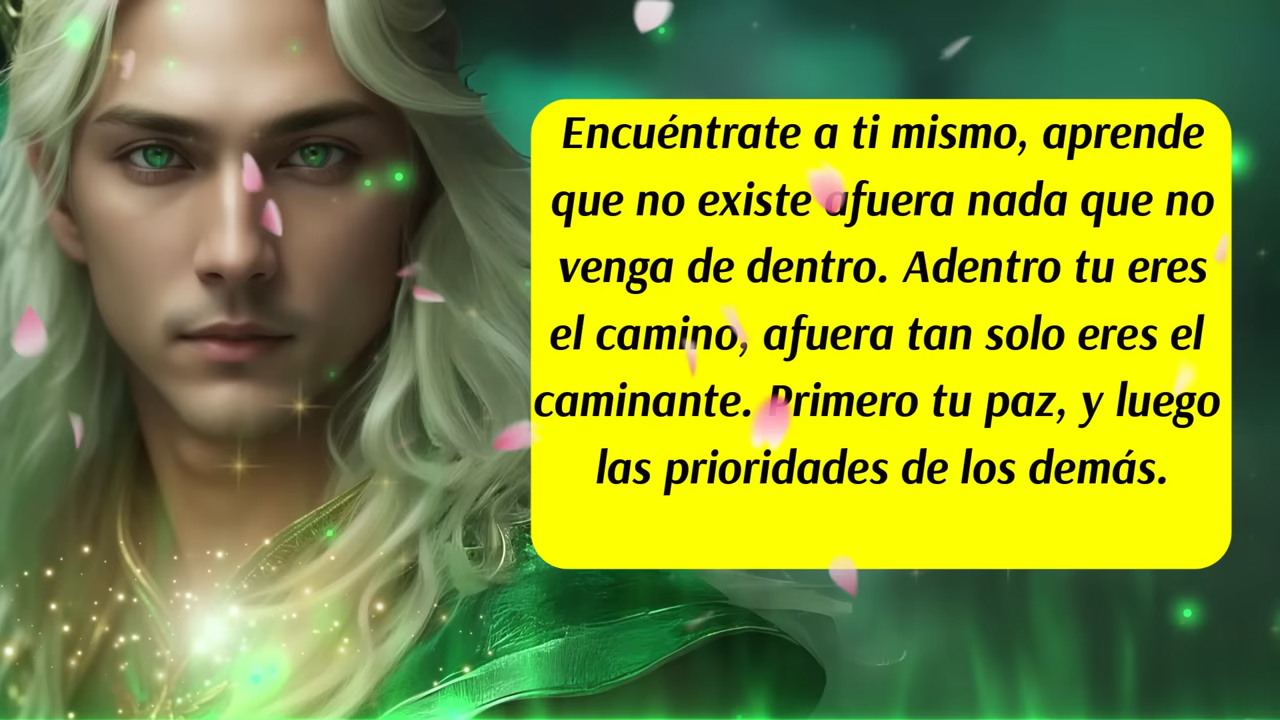 Encuéntrate a ti mismo, aprende
que no existe afuera nada que no
venga de dentro. Adentro tu eres
el camino, afuera tan solo eres el
caminante. Primero tu paz, y luego
las prioridades de los demás.